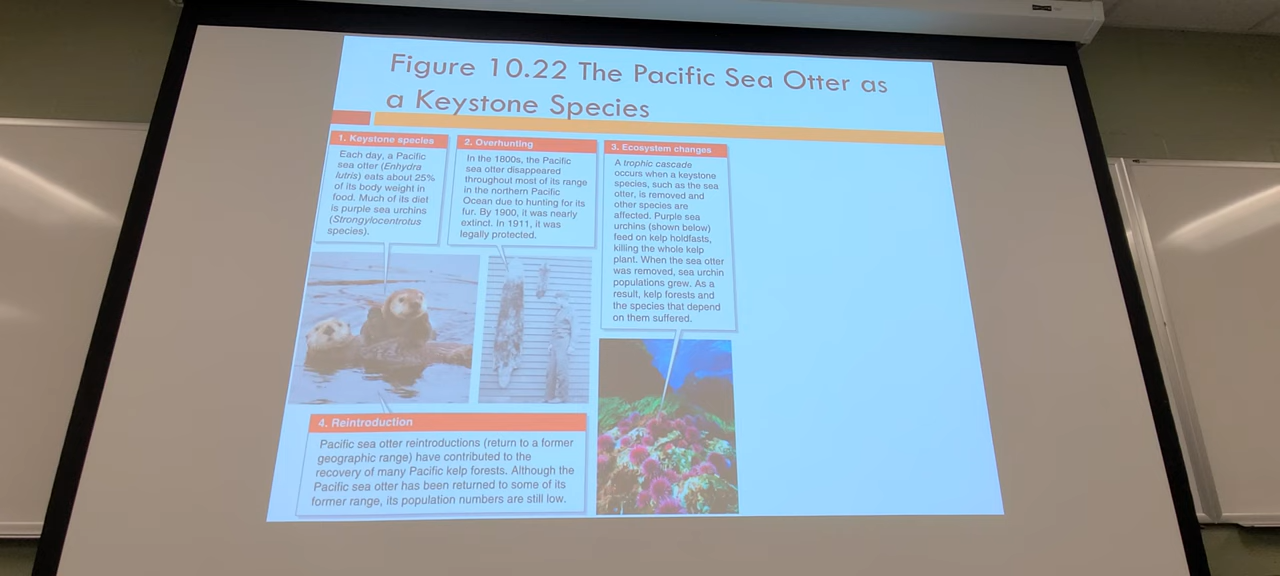 Figure 10.22 The Pacific Sea Otter as
a Keystone Species
1. Keystone species
Each day, a Pacific
sea otter (Enhydra
lutris) eats about 25%
of its body weight in
food. Much of its diet
is purple sea urchins
(Strongylocentrotus
species).
2. Overhunting
In the 1800s, the Pacific
sea otter disappeared
throughout most of its range
in the northern Pacific
Ocean due to hunting for its
fur. By 1900, it was nearly
extinct. In 1911, it was
legally protected.
3. Ecosystem changes
A trophic cascade
occurs when a keystone
species, such as the sea
otter, is removed and
other species are
affected. Purple sea
urchins (shown below)
feed on kelp holdfasts,
killing the whole kelp
plant. When the sea otter
was removed, sea urchin
populations grew. As a
result, kelp forests and
the species that depend
on them suffered.
4. Reintroduction
Pacific sea otter reintroductions (return to a former
geographic range) have contributed to the
recovery of many Pacific kelp forests. Although the
Pacific sea otter has been returned to some of its
former range, its population numbers are still low.